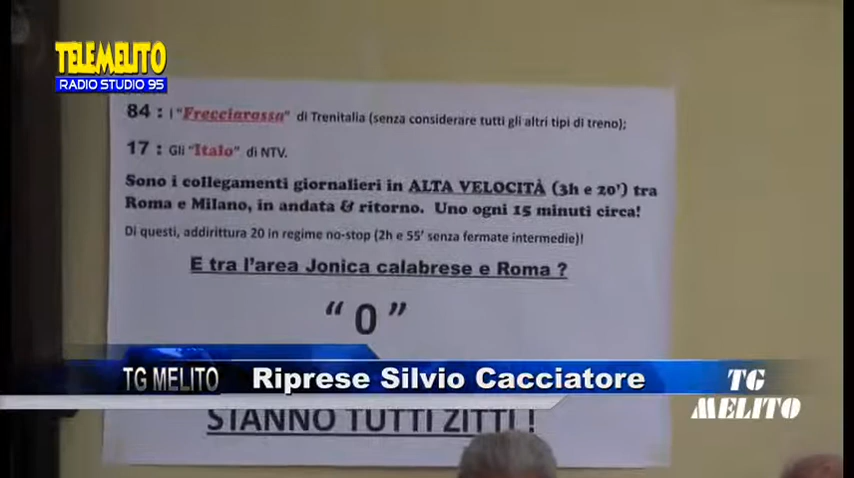 TELEMELITO
RADIO STUDIO 95
84 : I "Frecciarossa" di Trenitalia (senza considerare tutti gli altri tipi di treno);
17 : Gli "Italo" di NTV.
Sono i collegamenti giornalieri in ALTA VELOCITÀ (3h e 20') tra
Roma e Milano, in andata & ritorno. Uno ogni 15 minuti circa!
Di questi, addirittura 20 in regime no-stop (2h e 55' senza fermate intermedie)!
E tra l'area Jonica calabrese e Roma ?
" 0 "
TG MELITO
Riprese Silvio Cacciatore
TG
MELITO
STANNO TUTTI ZITTI !